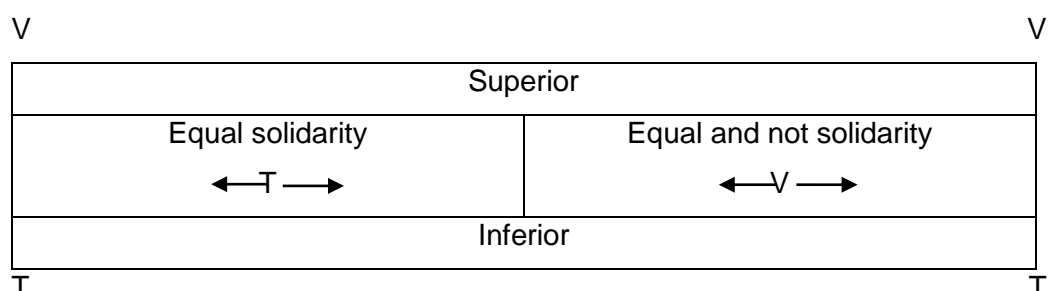 V V
Superior
Equal solidarity Equal and not solidarity
T V
Inferior
T T